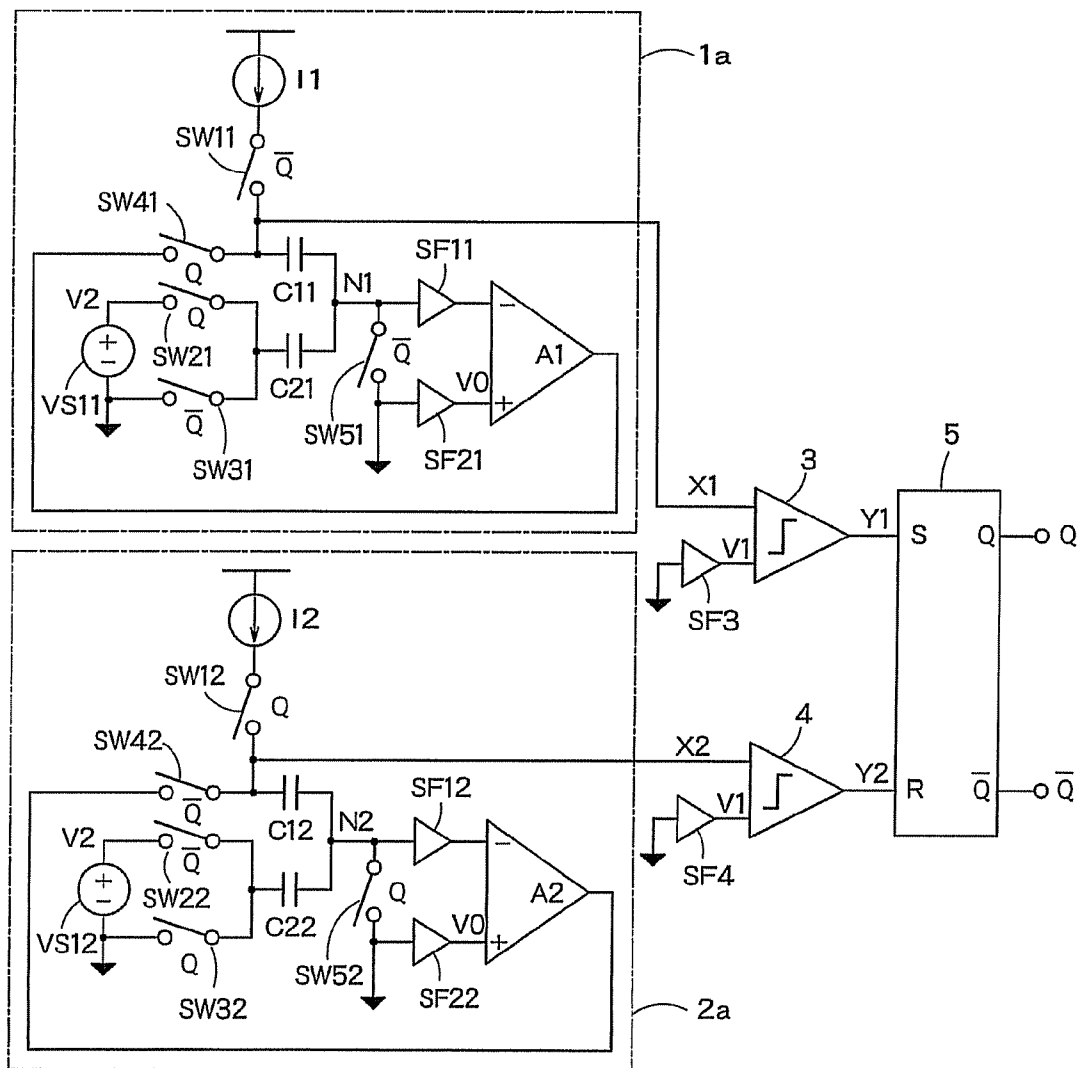 1a
I1
SW11
Q̅
SW41
Q
C11
N1
SF11
V2
Q
SW21
C21
Q̅
V0
A1
−
+
+
−
VS11
Q̅
SW31
SW51
SF21
X1
3
Y1
5
S
Q
Q
V1
SF3
I2
SW12
Q
SW42
Q̅
C12
X2
4
Y2
R
Q̅
Q̅
V1
SF4
N2
SF12
V2
Q̅
SW22
C22
Q
V0
A2
−
+
+
−
VS12
Q
SW32
SW52
SF22
2a